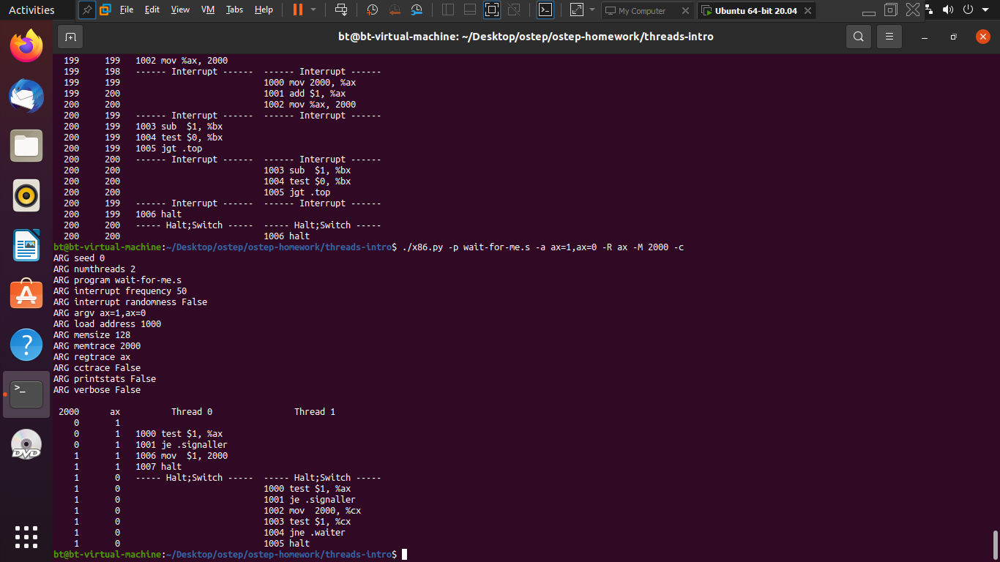 Activities File Edit View VM Tabs Help My Computer Ubuntu 64-bit 20.04
bt@bt-virtual-machine: ~/Desktop/ostep/ostep-homework/threads-intro
199 199 1002 mov %ax, 2000
199 198 ------ Interrupt ------ ------ Interrupt ------
199 199 1000 mov 2000, %ax
199 200 1001 add $1, %ax
200 200 1002 mov %ax, 2000
200 199 ------ Interrupt ------ ------ Interrupt ------
200 199 1003 sub  $1, %bx
200 199 1004 test $0, %bx
200 199 1005 jgt .top
200 200 ------ Interrupt ------ ------ Interrupt ------
200 200 1003 sub  $1, %bx
200 200 1004 test $0, %bx
200 200 1005 jgt .top
200 199 ------ Interrupt ------ ------ Interrupt ------
200 199 1006 halt
200 200 ----- Halt;Switch ----- ----- Halt;Switch -----
200 200 1006 halt
bt@bt-virtual-machine:~/Desktop/ostep/ostep-homework/threads-intro$ ./x86.py -p wait-for-me.s -a ax=1,ax=0 -R ax -M 2000 -c
ARG seed 0
ARG numthreads 2
ARG program wait-for-me.s
ARG interrupt frequency 50
ARG interrupt randomness False
ARG argv ax=1,ax=0
ARG load address 1000
ARG memsize 128
ARG memtrace 2000
ARG regtrace ax
ARG cctrace False
ARG printstats False
ARG verbose False
2000 ax Thread 0 Thread 1
0 1
0 1 1000 test $1, %ax
0 1 1001 je .signaller
1 1 1006 mov  $1, 2000
1 1 1007 halt
1 0 ----- Halt;Switch ----- ----- Halt;Switch -----
1 0 1000 test $1, %ax
1 0 1001 je .signaller
1 0 1002 mov  2000, %cx
1 0 1003 test $1, %cx
1 0 1004 jne .waiter
1 0 1005 halt
bt@bt-virtual-machine:~/Desktop/ostep/ostep-homework/threads-intro$
DVD